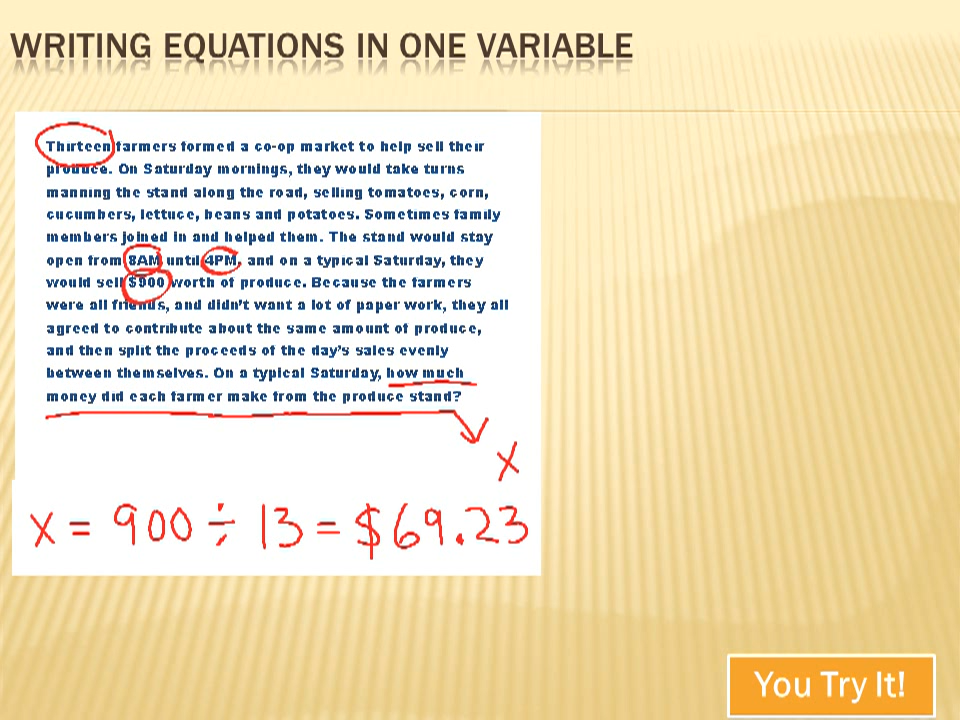 WRITING EQUATIONS IN ONE VARIABLE
Thirteen farmers formed a co-op market to help sell their
produce. On Saturday mornings, they would take turns
manning the stand along the road, selling tomatoes, corn,
cucumbers, lettuce, beans and potatoes. Sometimes family
members joined in and helped them. The stand would stay
open from 8AM until 4PM, and on a typical Saturday, they
would sell $900 worth of produce. Because the farmers
were all friends, and didn't want a lot of paper work, they all
agreed to contribute about the same amount of produce,
and then split the proceeds of the day's sales evenly
between themselves. On a typical Saturday, how much
money did each farmer make from the produce stand?
x
x = 900 ÷ 13 = $69.23
You Try It!